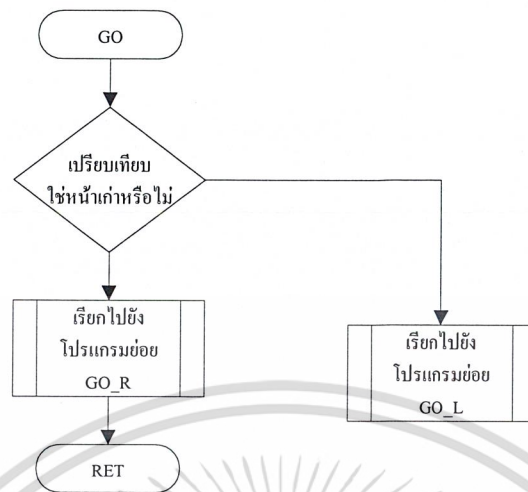 GO
เปรียบเทียบ
ใช่หน้าเก่าหรือไม่
เรียกไปยัง
โปรแกรมย่อย
GO_R
เรียกไปยัง
โปรแกรมย่อย
GO_L
RET